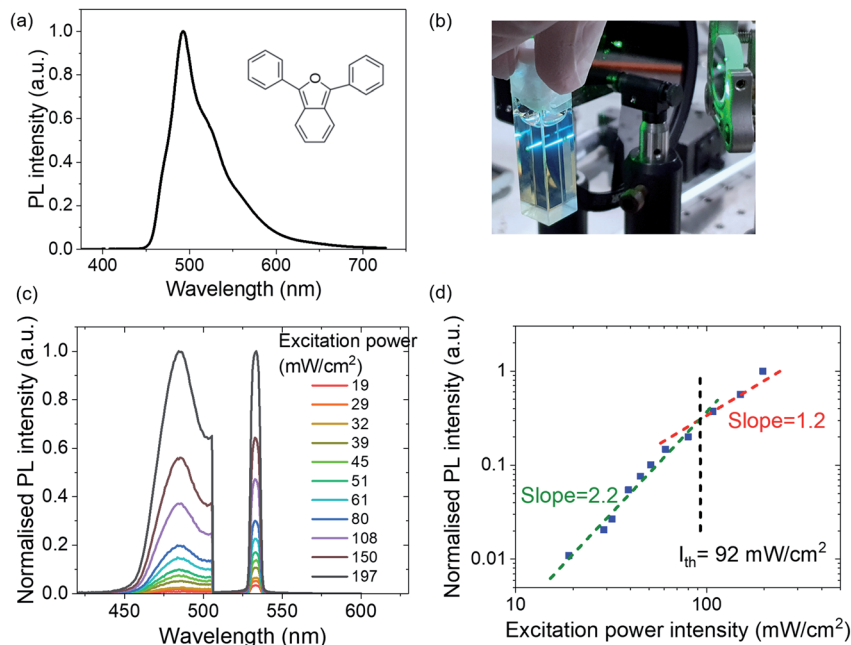 (a)
PL intensity (a.u.)
1.0
0.8
0.6
0.4
0.2
0.0
O
400
500
600
700
Wavelength (nm)
(b)
(c)
Normalised PL intensity (a.u.)
1.0
0.8
0.6
0.4
0.2
0.0
Excitation power
(mW/cm²)
19
29
32
39
45
51
61
80
108
150
197
450
500
550
600
Wavelength (nm)
(d)
Normalised PL intensity (a.u.)
1
0.1
0.01
Slope=1.2
Slope=2.2
Ith= 92 mW/cm²
10
100
Excitation power intensity (mW/cm²)